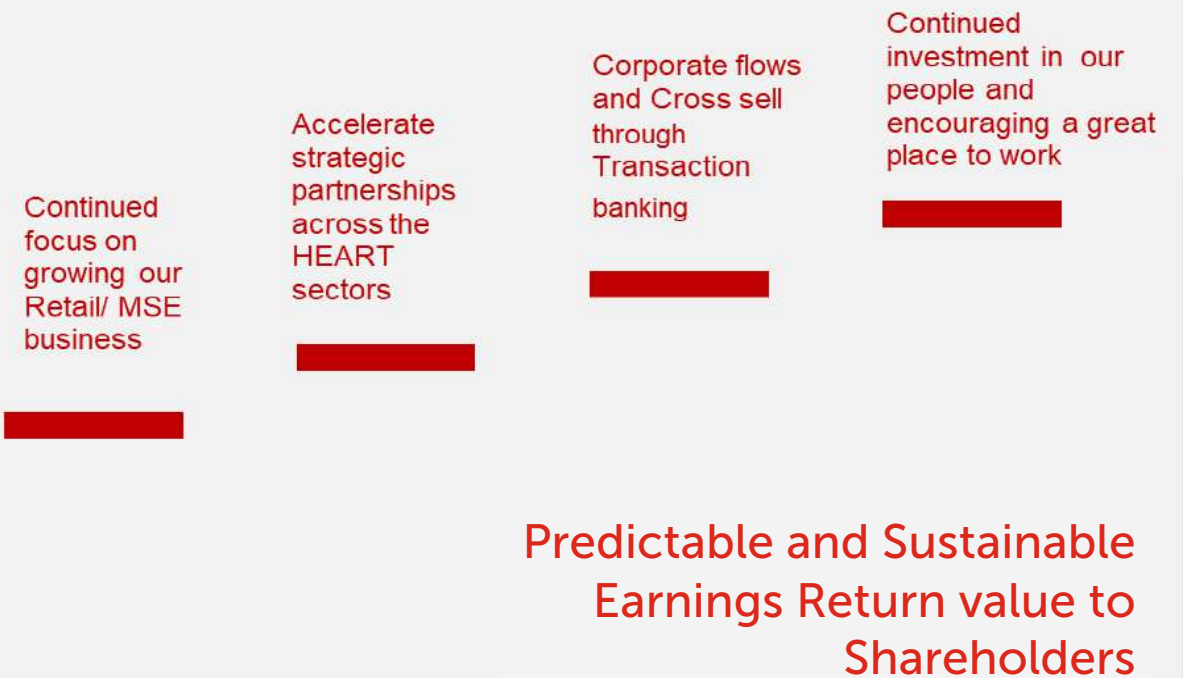 Continued
focus on
growing our
Retail/ MSE
business
Accelerate
strategic
partnerships
across the
HEART
sectors
Corporate flows
and Cross sell
through
Transaction
banking
Continued
investment in our
people and
encouraging a great
place to work
Predictable and Sustainable
Earnings Return value to
Shareholders